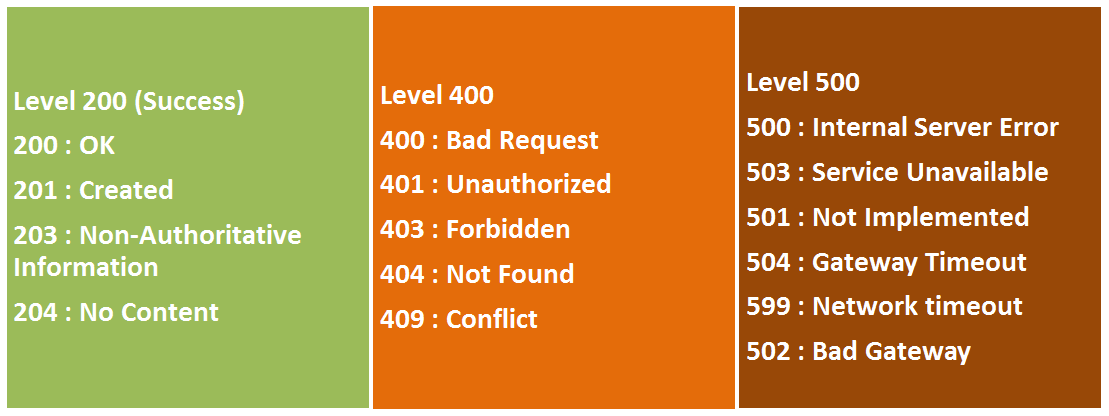 Level 200 (Success)
200 : OK
201 : Created
203 : Non-Authoritative
Information
204 : No Content
Level 400
400 : Bad Request
401 : Unauthorized
403 : Forbidden
404 : Not Found
409 : Conflict
Level 500
500 : Internal Server Error
503 : Service Unavailable
501 : Not Implemented
504 : Gateway Timeout
599 : Network timeout
502 : Bad Gateway